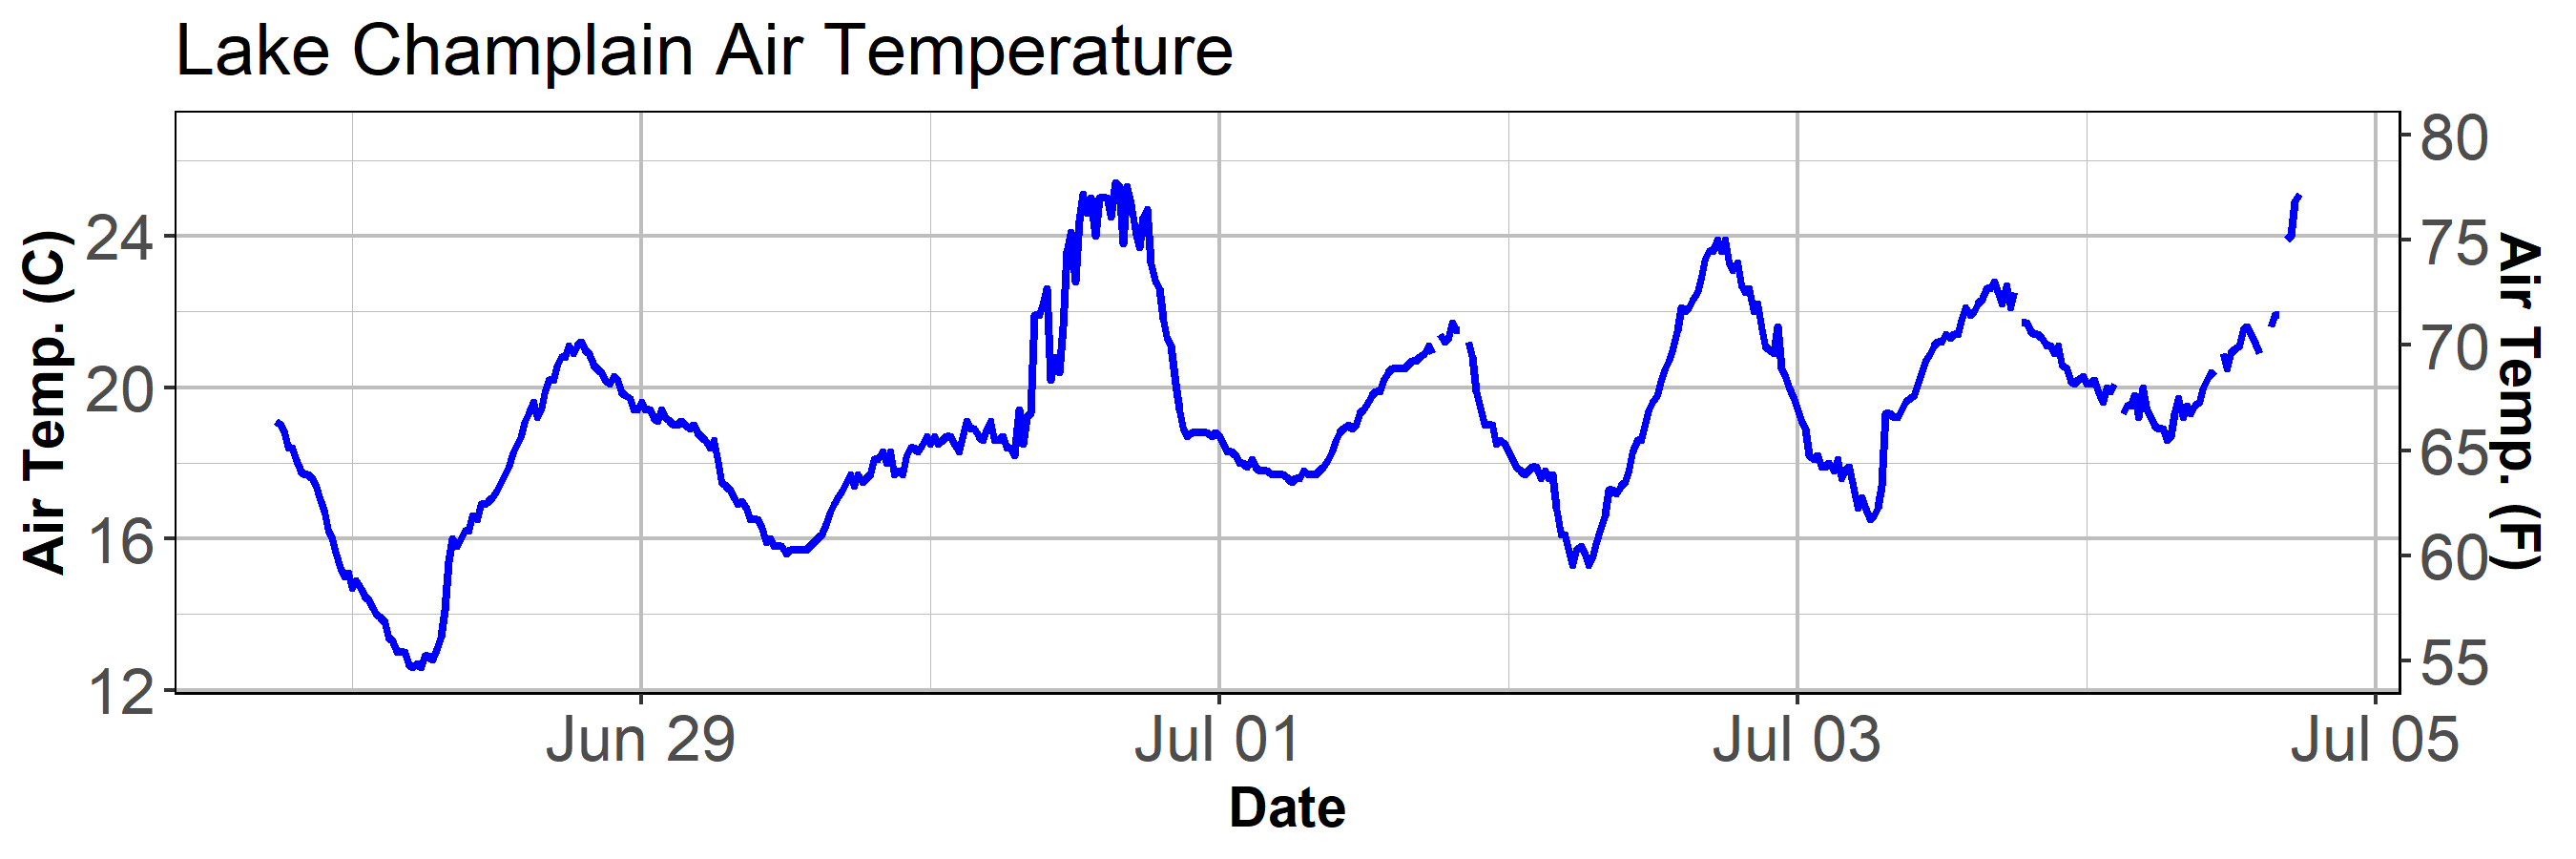 Lake Champlain Air Temperature
Air Temp. (C)
24
20
16
12
80
75
70
65
60
55
Air Temp. (F)
Jun 29
Jul 01
Jul 03
Jul 05
Date